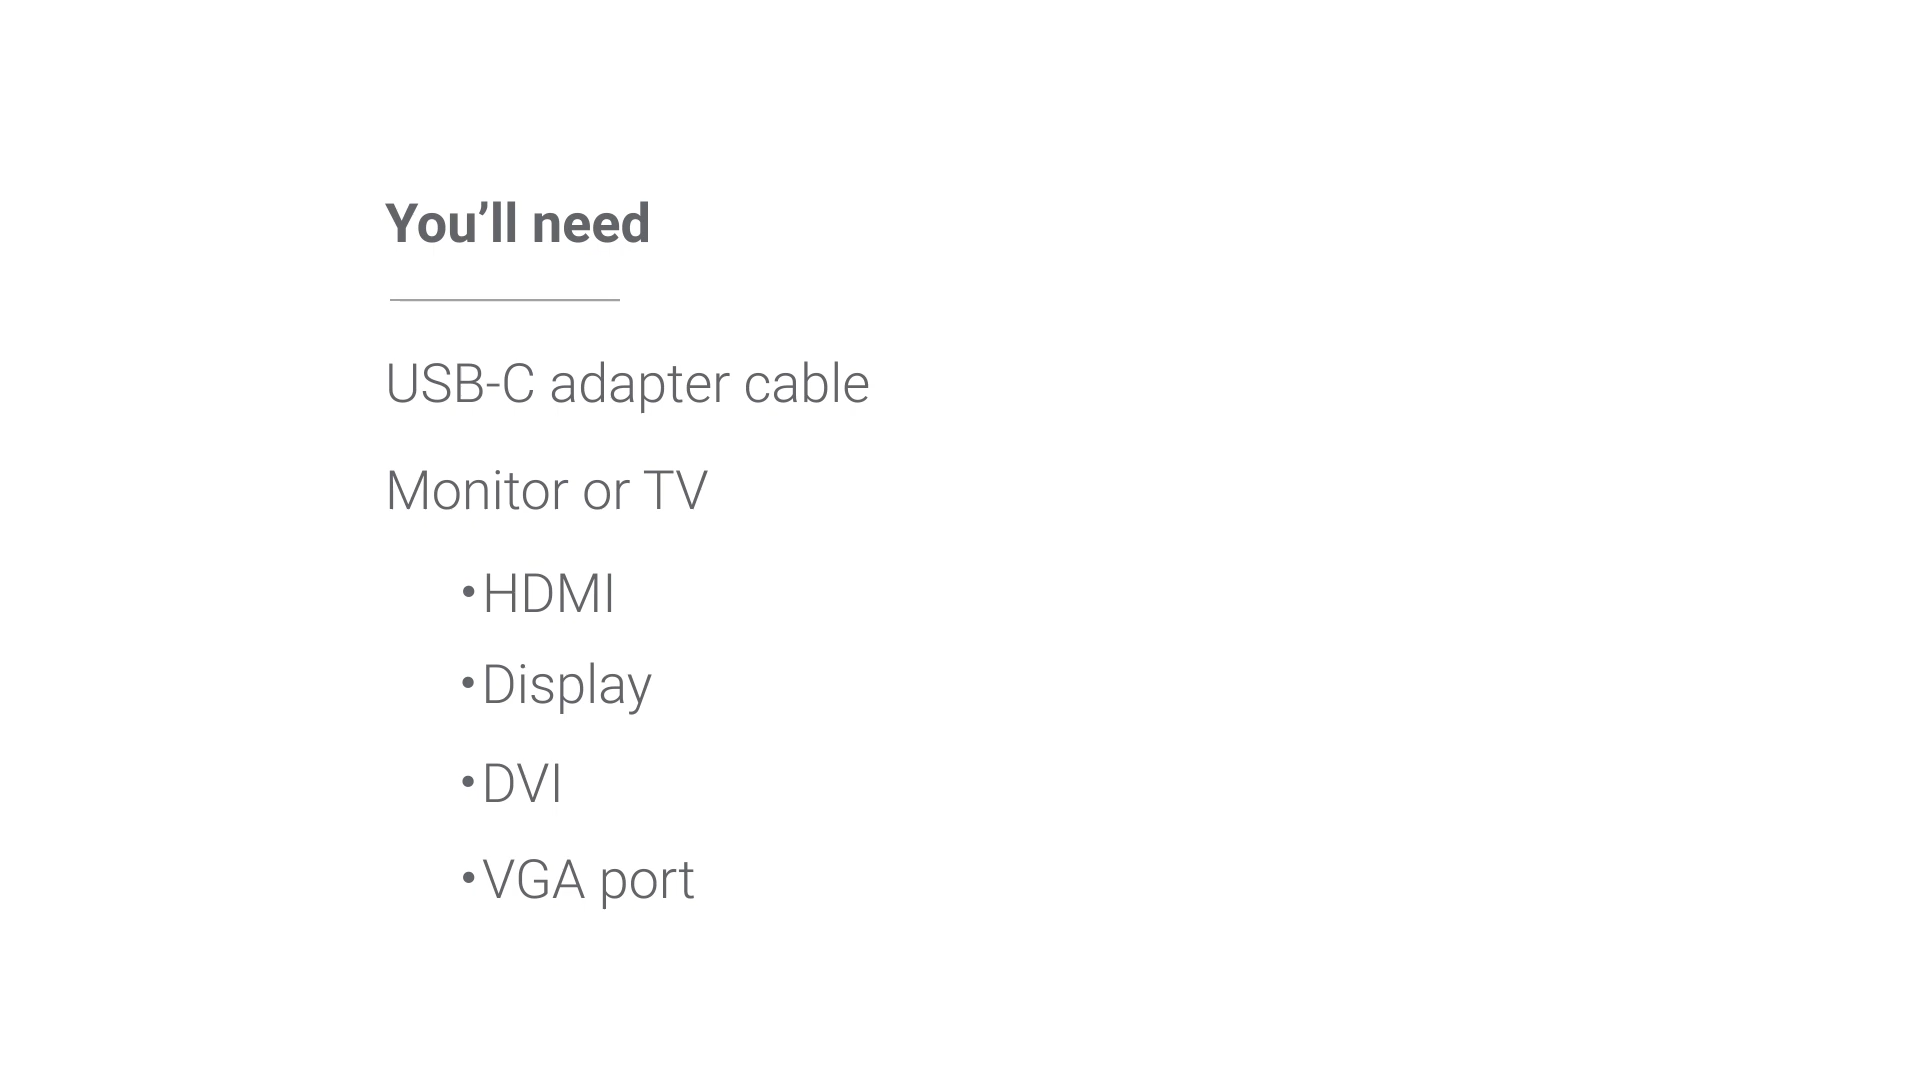 You’ll need
USB-C adapter cable
Monitor or TV
•HDMI
•Display
•DVI
•VGA port